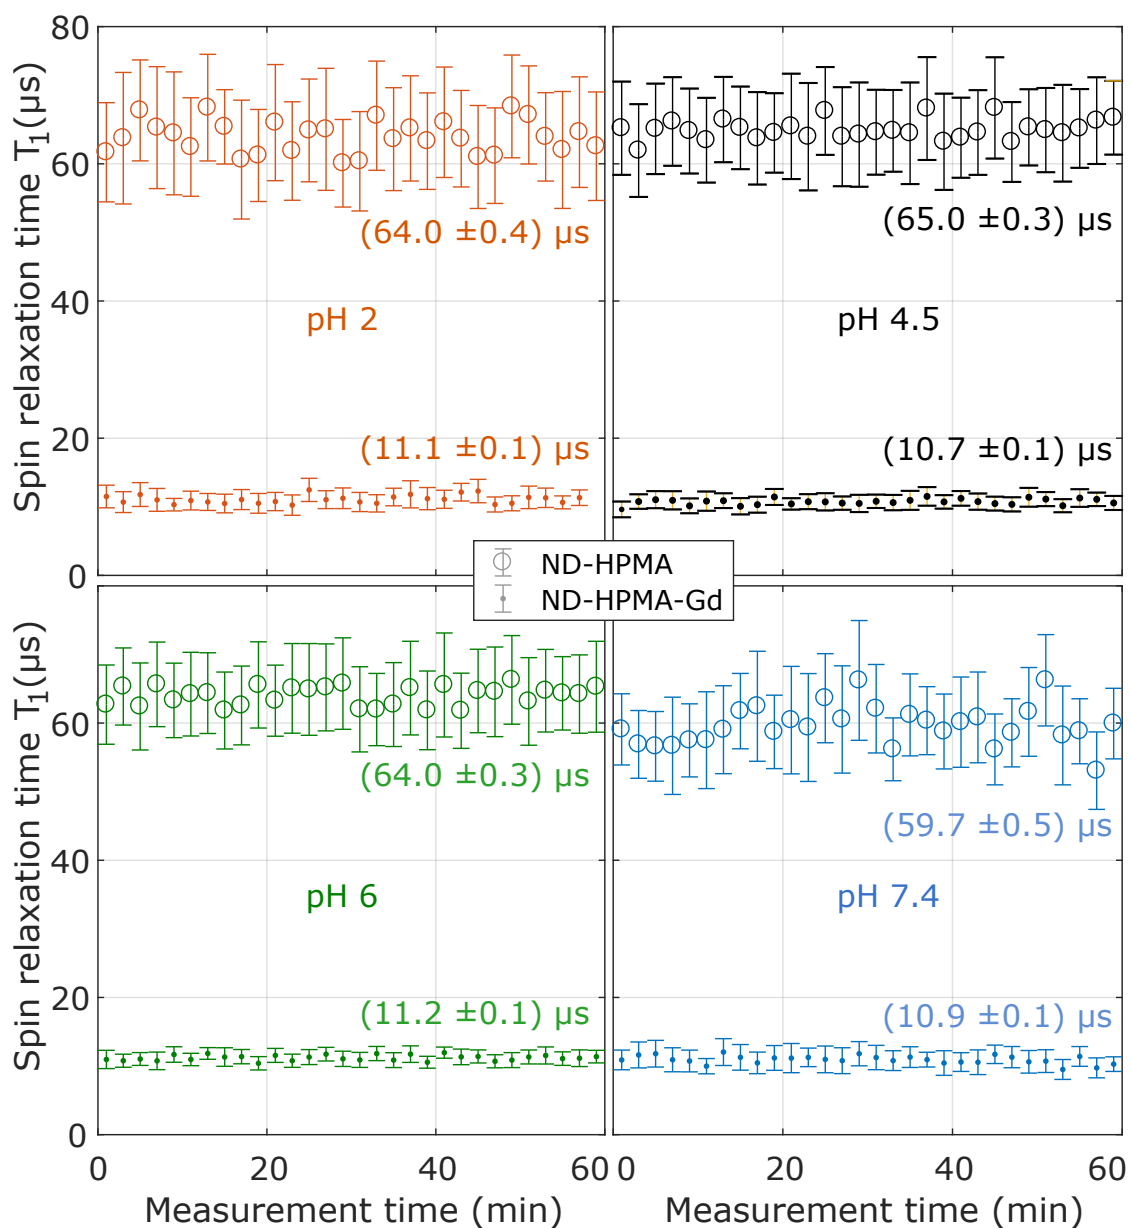 Spin relaxation time T1(µs)
80
60
40
20
0
(64.0 ±0.4) µs
pH 2
(11.1 ±0.1) µs
(65.0 ±0.3) µs
pH 4.5
(10.7 ±0.1) µs
ND-HPMA
ND-HPMA-Gd
Spin relaxation time T1(µs)
60
40
20
0
(64.0 ±0.3) µs
pH 6
(11.2 ±0.1) µs
(59.7 ±0.5) µs
pH 7.4
(10.9 ±0.1) µs
0 20 40 60
0 20 40 60
Measurement time (min)
Measurement time (min)